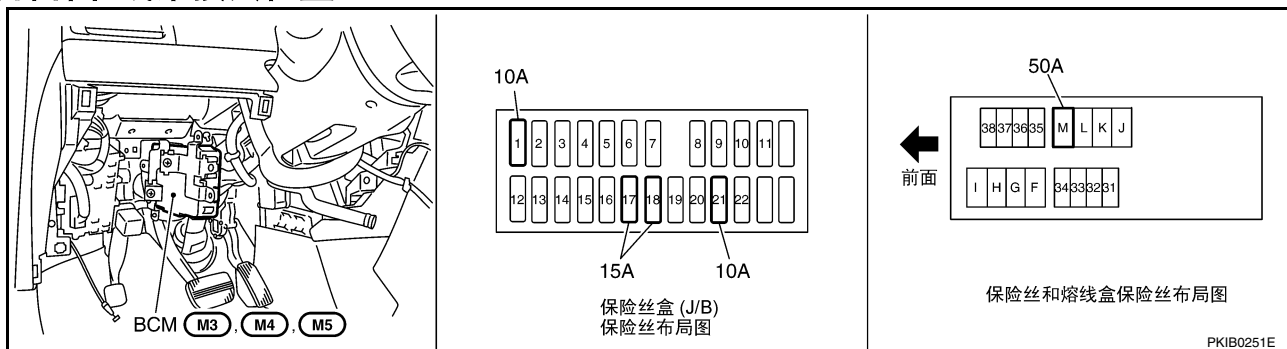 BCM M3 , M4 , M5
10A
1 2 3 4 5 6 7 8 9 10 11
12 13 14 15 16 17 18 19 20 21 22
15A 10A
保险丝盒 (J/B)
保险丝布局图
50A
38 37 36 35 M L K J
前面
I H G F 34 33 32 31
保险丝和熔线盒保险丝布局图
PKIB0251E